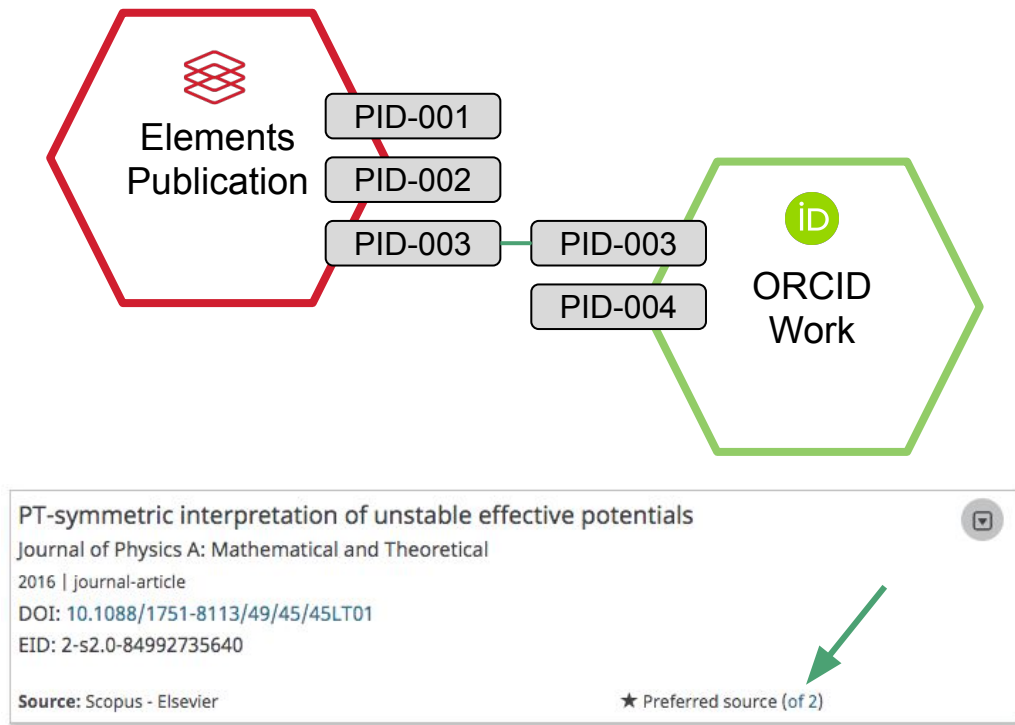 Elements
Publication
PID-001
PID-002
PID-003
PID-003
PID-004
iD
ORCID
Work
PT-symmetric interpretation of unstable effective potentials
Journal of Physics A: Mathematical and Theoretical
2016 | journal-article
DOI: 10.1088/1751-8113/49/45/45LT01
EID: 2-s2.0-84992735640
Source: Scopus - Elsevier ★ Preferred source (of 2)